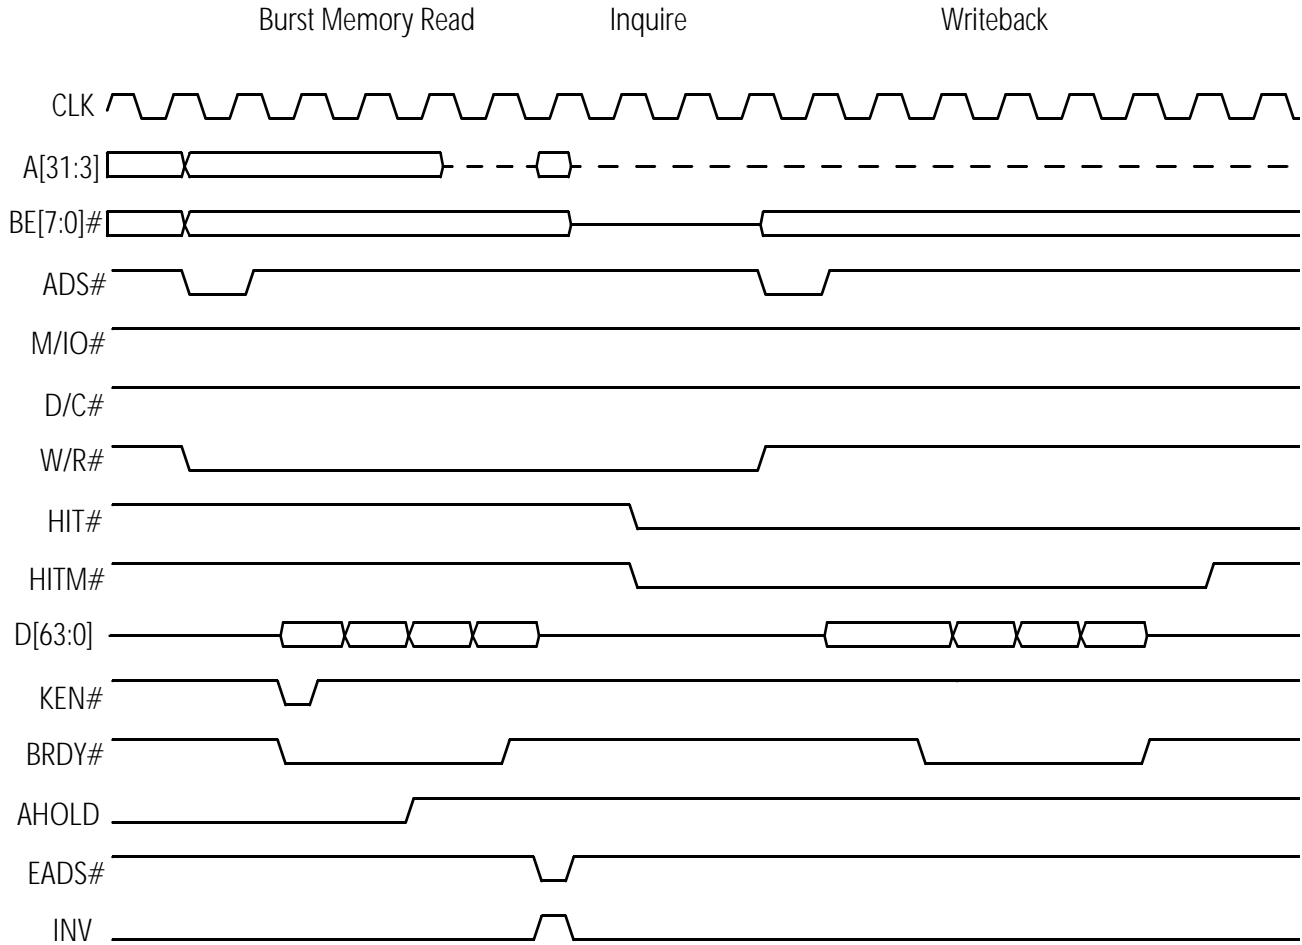 Burst Memory Read Inquire Writeback
CLK
A[31:3]
BE[7:0]#
ADS#
M/IO#
D/C#
W/R#
HIT#
HITM#
D[63:0]
KEN#
BRDY#
AHOLD
EADS#
INV